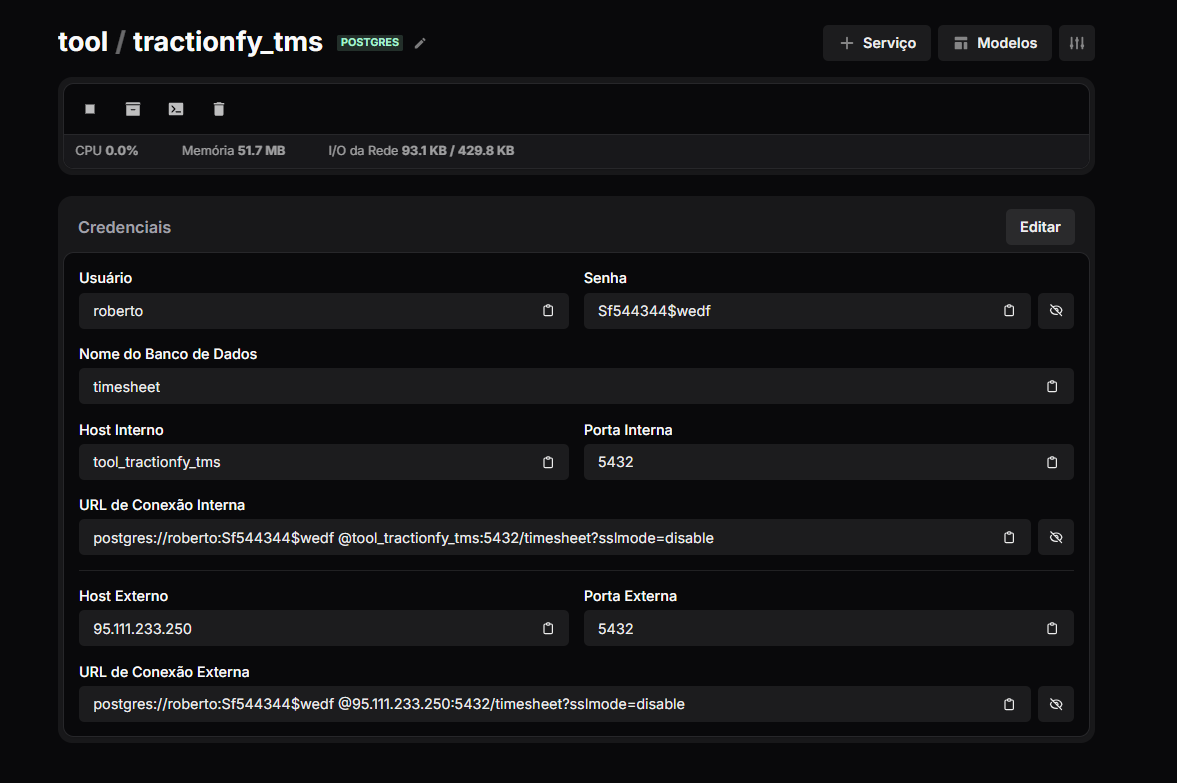 tool / tractionfy_tms POSTGRES
Serviço
Modelos
CPU 0.0% Memória 51.7 MB I/O da Rede 93.1 KB / 429.8 KB
Credenciais
Editar
Usuário
Senha
roberto
Sf544344$wedf
Nome do Banco de Dados
timesheet
Host Interno
Porta Interna
tool_tractionfy_tms
5432
URL de Conexão Interna
postgres://roberto:Sf544344$wedf @tool_tractionfy_tms:5432/timesheet?sslmode=disable
Host Externo
Porta Externa
95.111.233.250
5432
URL de Conexão Externa
postgres://roberto:Sf544344$wedf @95.111.233.250:5432/timesheet?sslmode=disable